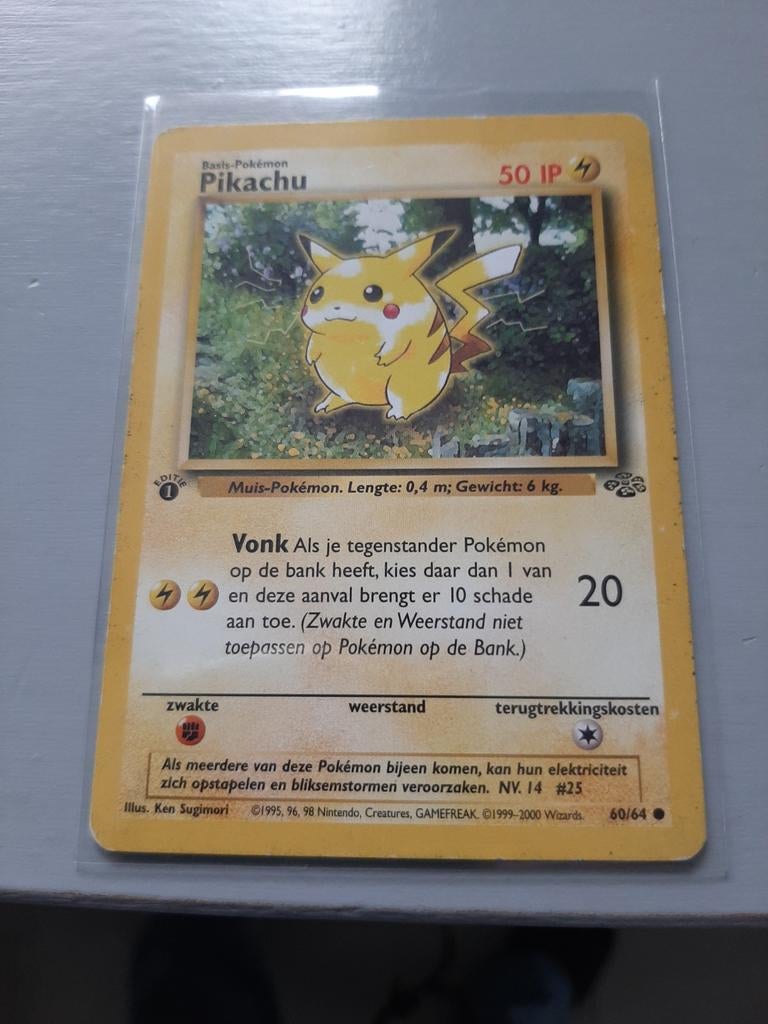 Basis-Pokémon
Pikachu
50 IP
EDITIE
1
Muis-Pokémon. Lengte: 0,4 m; Gewicht: 6 kg.
Vonk Als je tegenstander Pokémon
op de bank heeft, kies daar dan 1 van
en deze aanval brengt er 10 schade
aan toe. (Zwakte en Weerstand niet
toepassen op Pokémon op de Bank.)
20
zwakte
weerstand
terugtrekkingskosten
Als meerdere van deze Pokémon bijeen komen, kan hun elektriciteit
zich opstapelen en bliksemstormen veroorzaken. NV. 14 #25
Illus. Ken Sugimori ©1995, 96, 98 Nintendo, Creatures, GAMEFREAK. ©1999-2000 Wizards. 60/64